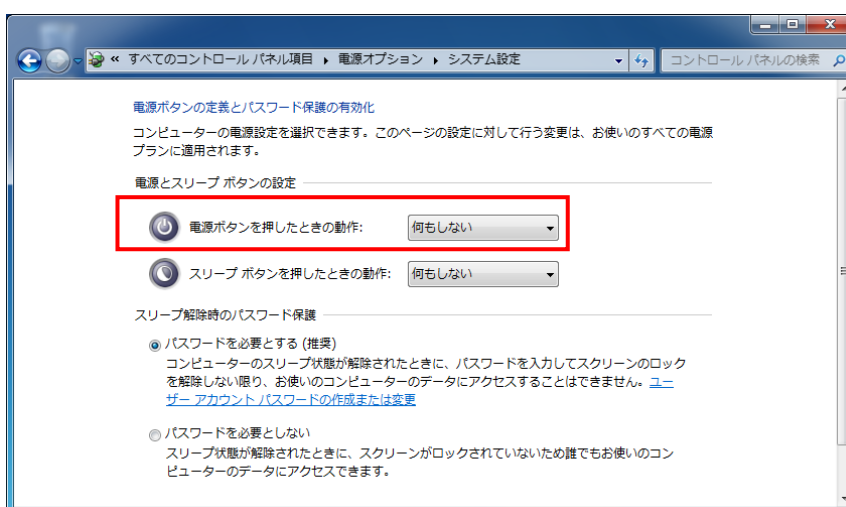 « すべてのコントロール パネル項目 ▸ 電源オプション ▸ システム設定
コントロール パネルの検索
電源ボタンの定義とパスワード保護の有効化
コンピューターの電源設定を選択できます。このページの設定に対して行う変更は、お使いのすべての電源
プランに適用されます。
電源とスリープ ボタンの設定
電源ボタンを押したときの動作: 何もしない
スリープ ボタンを押したときの動作: 何もしない
スリープ解除時のパスワード保護
パスワードを必要とする (推奨)
コンピューターのスリープ状態が解除されたときに、パスワードを入力してスクリーンのロック
を解除しない限り、お使いのコンピューターのデータにアクセスすることはできません。ユー
ザー アカウント パスワードの作成または変更
パスワードを必要としない
スリープ状態が解除されたときに、スクリーンがロックされていないため誰でもお使いのコン
ピューターのデータにアクセスできます。